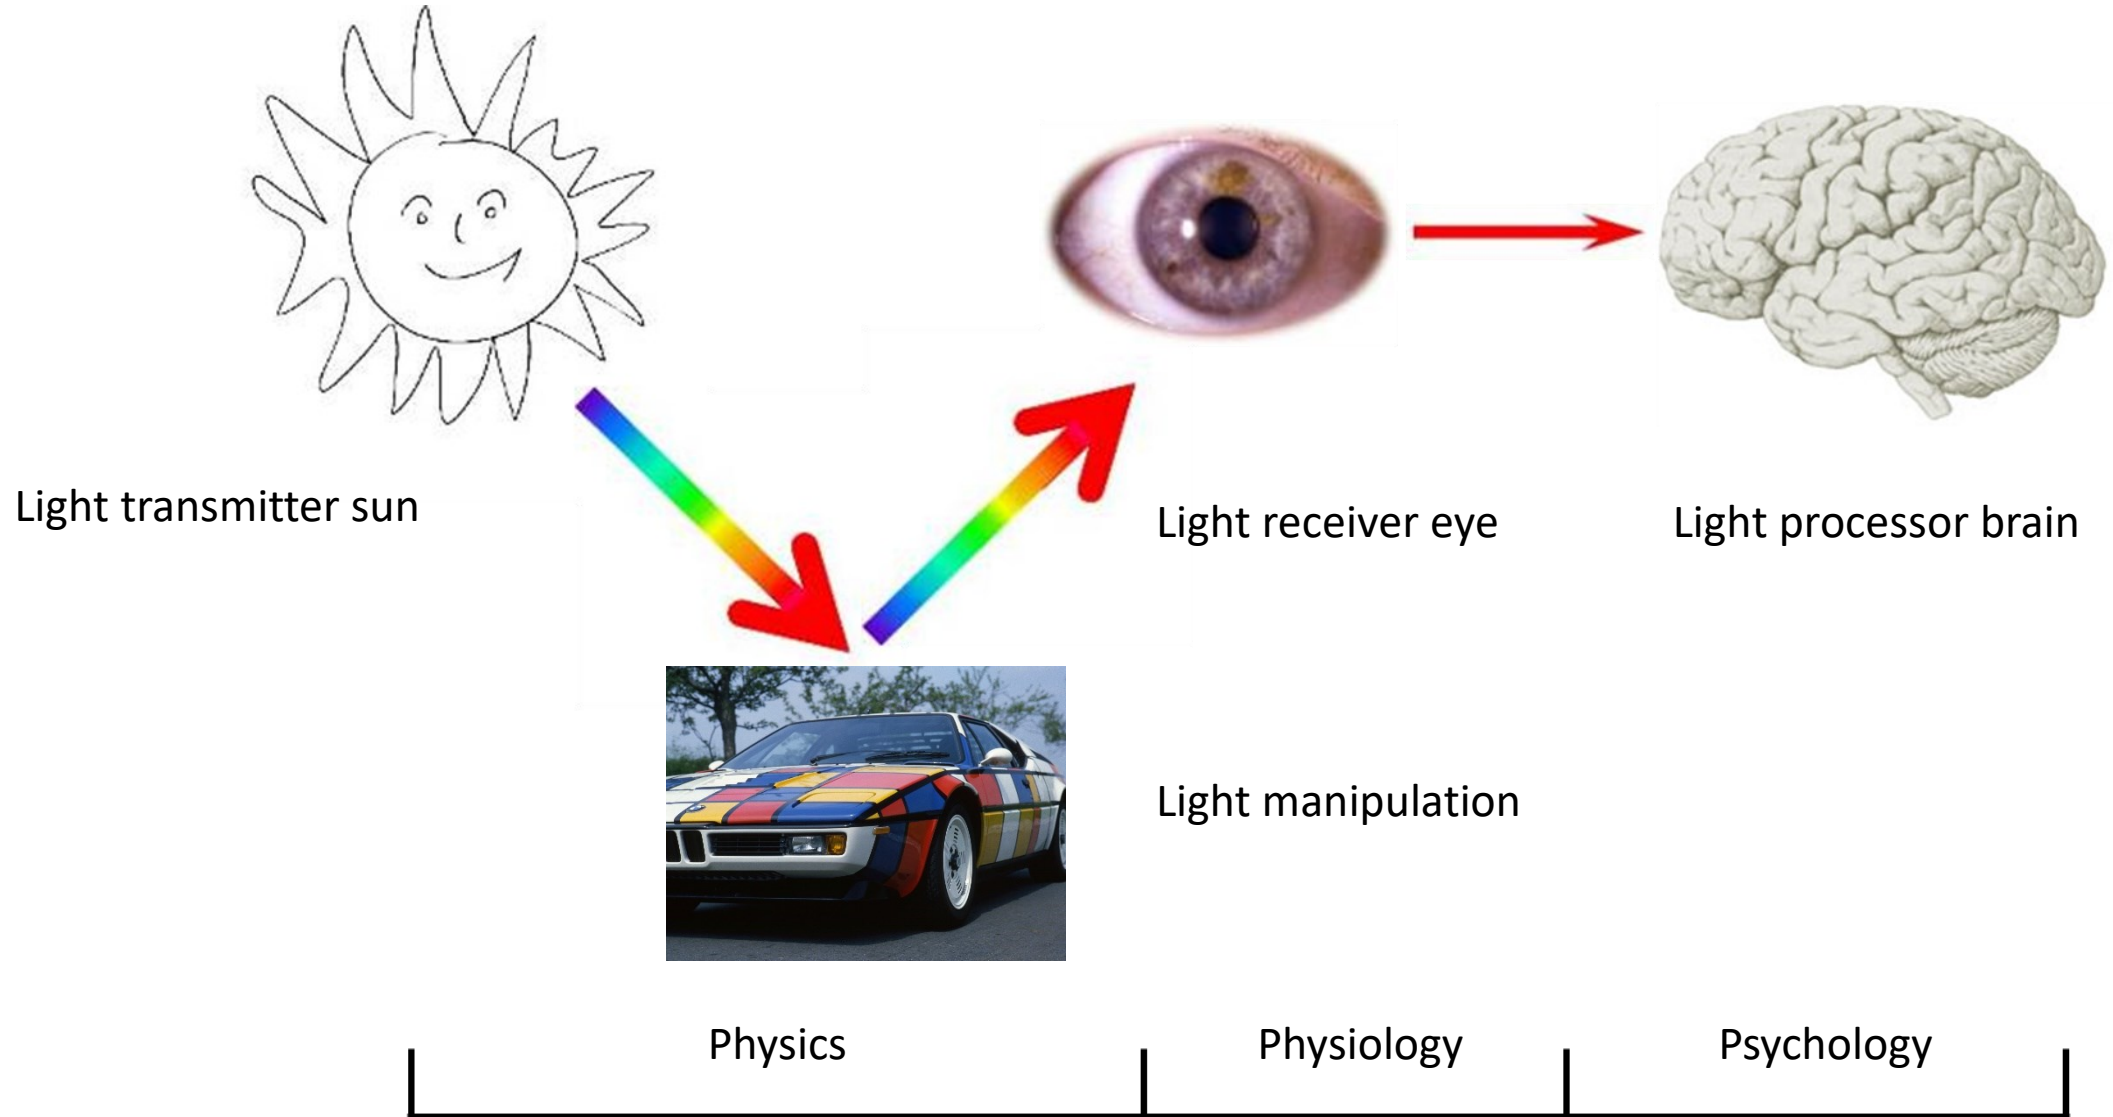 Light transmitter sun
Light receiver eye
Light processor brain
Light manipulation
Physics
Physiology
Psychology